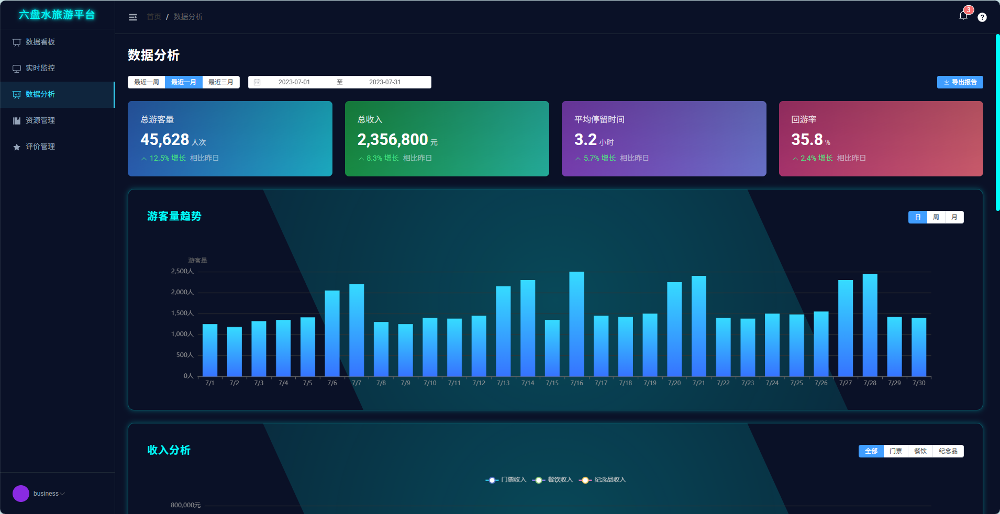 六盘水旅游平台
首页 / 数据分析
3
?
数据看板
实时监控
数据分析
资源管理
评价管理
business
数据分析
最近一周 最近一月 最近三月
2023-07-01 至 2023-07-31
导出报告
总游客量
45,628 人次
12.5% 增长 相比昨日
总收入
2,356,800 元
8.3% 增长 相比昨日
平均停留时间
3.2 小时
5.7% 增长 相比昨日
回游率
35.8 %
2.4% 增长 相比昨日
游客量趋势
日 周 月
游客量
2,500人
2,000人
1,500人
1,000人
500人
0人
7/1 7/2 7/3 7/4 7/5 7/6 7/7 7/8 7/9 7/10 7/11 7/12 7/13 7/14 7/15 7/16 7/17 7/18 7/19 7/20 7/21 7/22 7/23 7/24 7/25 7/26 7/27 7/28 7/29 7/30
收入分析
全部 门票 餐饮 纪念品
门票收入 餐饮收入 纪念品收入
800,000元